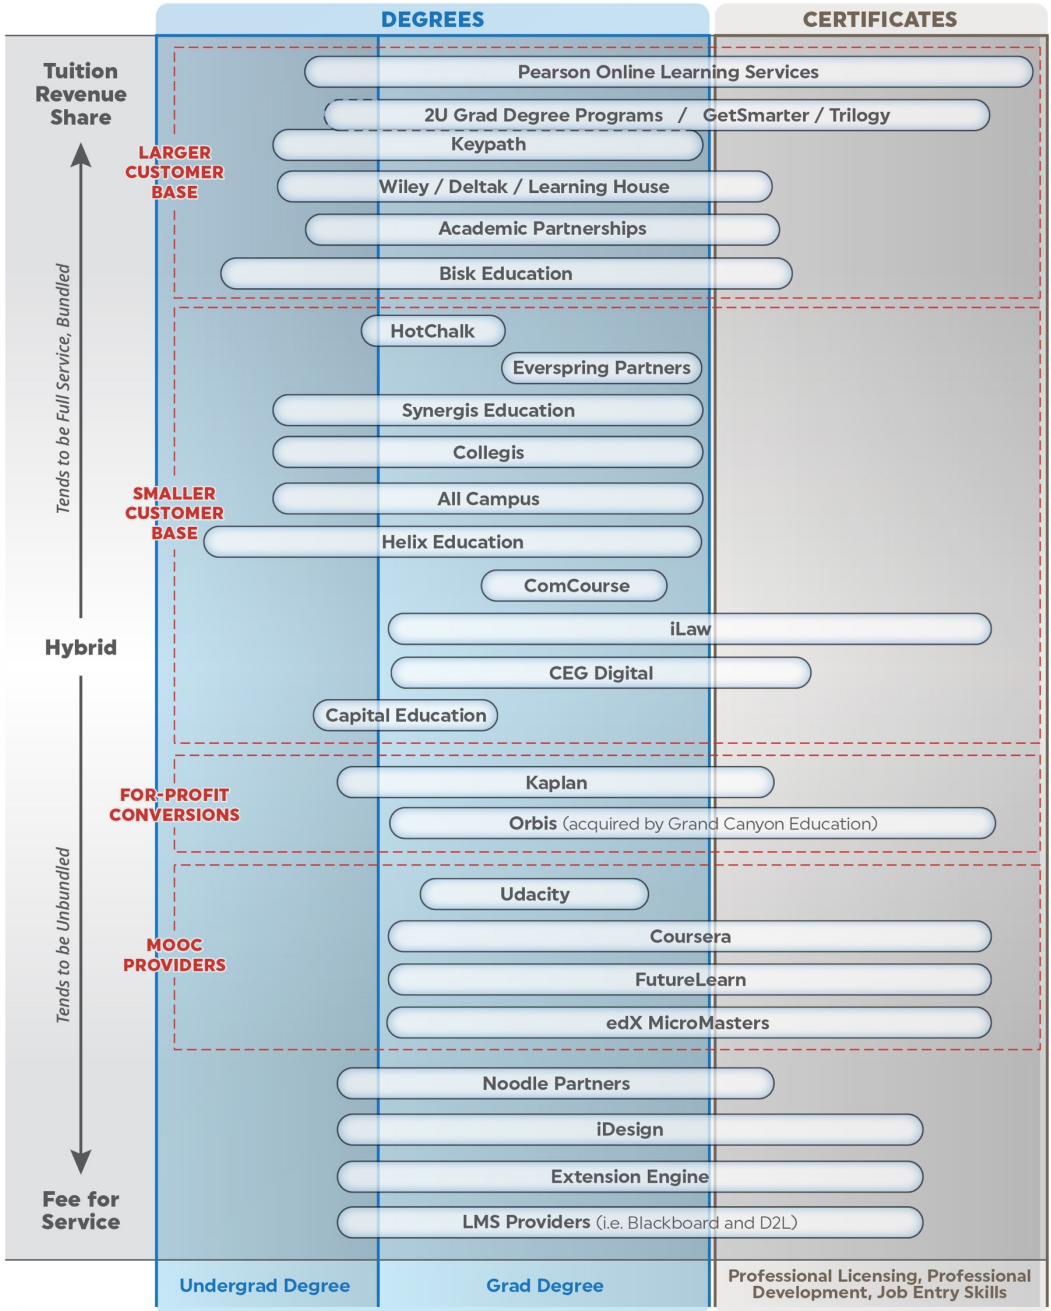 DEGREES
CERTIFICATES
Tuition
Revenue
Share
Pearson Online Learning Services
2U Grad Degree Programs / GetSmarter / Trilogy
LARGER
CUSTOMER
BASE
Keypath
Wiley / Deltak / Learning House
Academic Partnerships
Bisk Education
Tends to be Full Service, Bundled
HotChalk
Everspring Partners
Synergis Education
Collegis
SMALLER
CUSTOMER
BASE
All Campus
Helix Education
ComCourse
iLaw
Hybrid
CEG Digital
Capital Education
FOR-PROFIT
CONVERSIONS
Kaplan
Orbis (acquired by Grand Canyon Education)
Tends to be Unbundled
MOOC
PROVIDERS
Udacity
Coursera
FutureLearn
edX MicroMasters
Noodle Partners
iDesign
Extension Engine
Fee for
Service
LMS Providers (i.e. Blackboard and D2L)
Undergrad Degree
Grad Degree
Professional Licensing, Professional
Development, Job Entry Skills